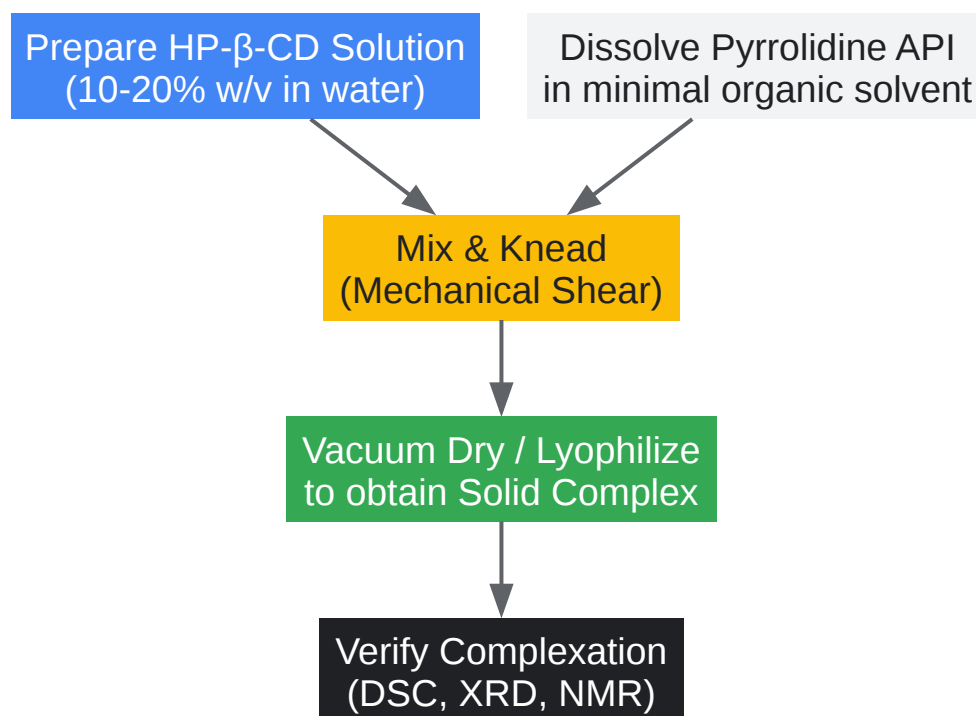 Prepare HP-β-CD Solution
(10-20% w/v in water)
Dissolve Pyrrolidine API
in minimal organic solvent
Mix & Knead
(Mechanical Shear)
Vacuum Dry / Lyophilize
to obtain Solid Complex
Verify Complexation
(DSC, XRD, NMR)